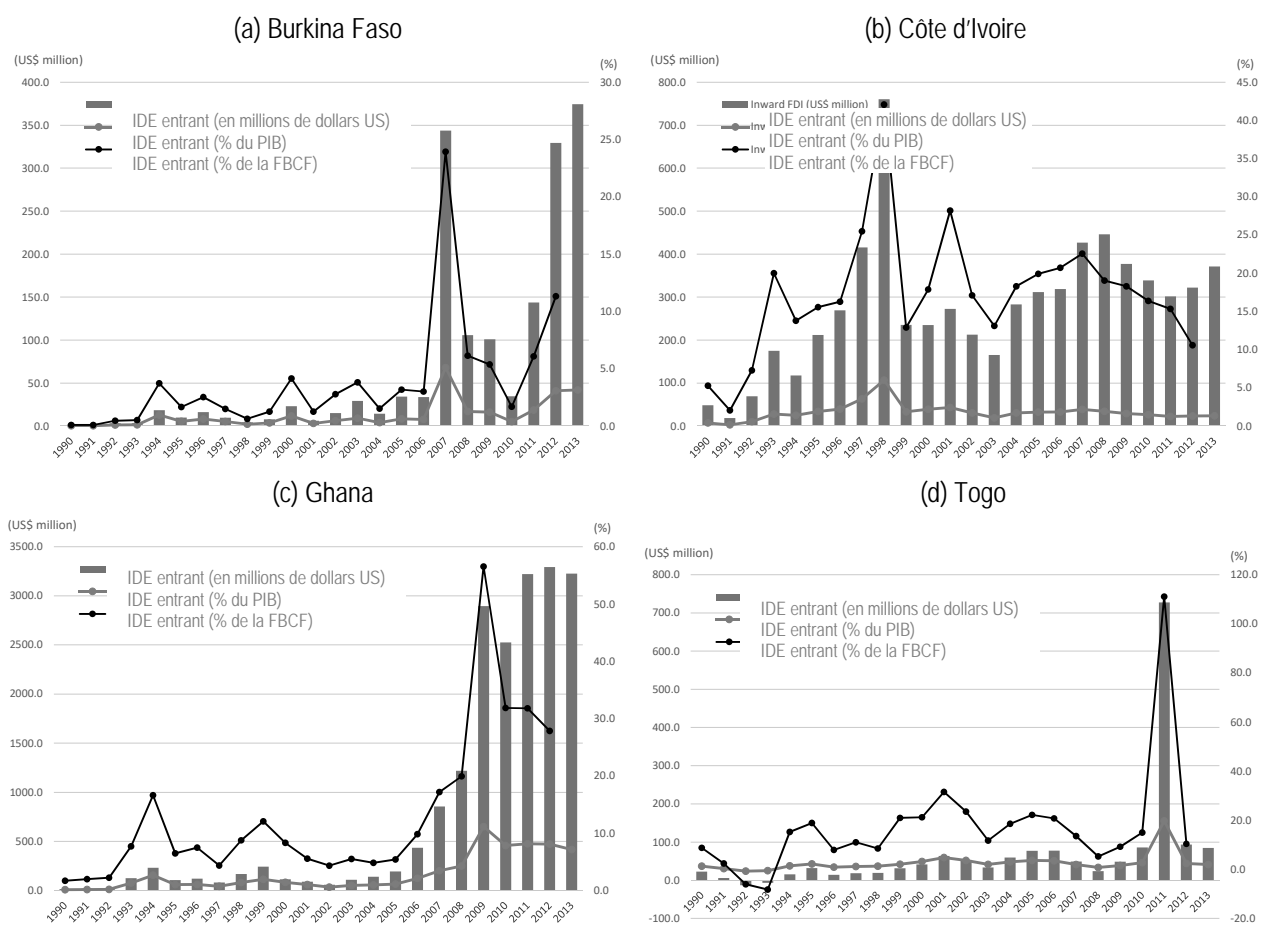 (a) Burkina Faso
(US$ million)
(%)
400.0
350.0
300.0
250.0
200.0
150.0
100.0
50.0
0.0
30.0
25.0
20.0
15.0
10.0
5.0
0.0
IDE entrant (en millions de dollars US)
IDE entrant (% du PIB)
IDE entrant (% de la FBCF)
1990 1991 1992 1993 1994 1995 1996 1997 1998 1999 2000 2001 2002 2003 2004 2005 2006 2007 2008 2009 2010 2011 2012 2013
(b) Côte d'Ivoire
(US$ million)
(%)
800.0
700.0
600.0
500.0
400.0
300.0
200.0
100.0
0.0
45.0
40.0
35.0
30.0
25.0
20.0
15.0
10.0
5.0
0.0
Inward FDI (US$ million)
IDE entrant (en millions de dollars US)
IDE entrant (% du PIB)
IDE entrant (% de la FBCF)
1990 1991 1992 1993 1994 1995 1996 1997 1998 1999 2000 2001 2002 2003 2004 2005 2006 2007 2008 2009 2010 2011 2012 2013
(c) Ghana
(US$ million)
(%)
3500.0
3000.0
2500.0
2000.0
1500.0
1000.0
500.0
0.0
60.0
50.0
40.0
30.0
20.0
10.0
0.0
IDE entrant (en millions de dollars US)
IDE entrant (% du PIB)
IDE entrant (% de la FBCF)
1990 1991 1992 1993 1994 1995 1996 1997 1998 1999 2000 2001 2002 2003 2004 2005 2006 2007 2008 2009 2010 2011 2012 2013
(d) Togo
(US$ million)
(%)
800.0
700.0
600.0
500.0
400.0
300.0
200.0
100.0
0.0
-100.0
120.0
100.0
80.0
60.0
40.0
20.0
0.0
-20.0
IDE entrant (en millions de dollars US)
IDE entrant (% du PIB)
IDE entrant (% de la FBCF)
1990 1991 1992 1993 1994 1995 1996 1997 1998 1999 2000 2001 2002 2003 2004 2005 2006 2007 2008 2009 2010 2011 2012 2013